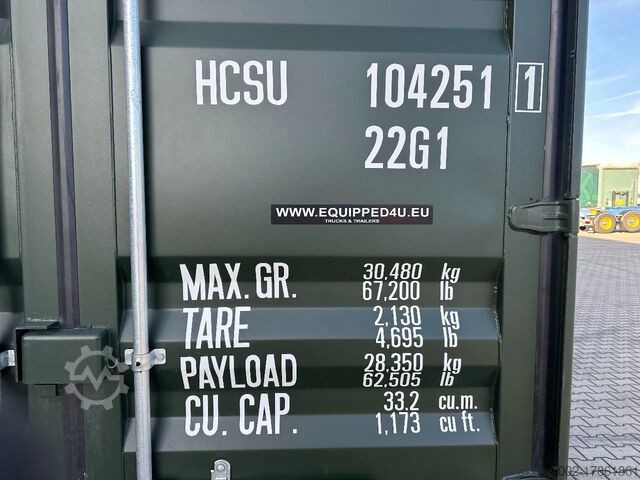 HCSU 104251 1
22G1
WWW.EQUIPPED4U.EU
TRUCKS & TRAILERS
MAX. GR. 30,480 kg
67,200 lb
TARE 2,130 kg
4,695 lb
PAYLOAD 28,350 kg
62,505 lb
CU. CAP. 33,2 cu.m.
1,173 cu ft.